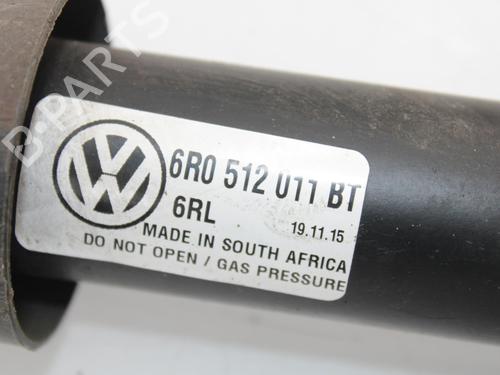 6R0 512 011 BT
6RL 19.11.15
MADE IN SOUTH AFRICA
DO NOT OPEN / GAS PRESSURE
B-PARTS